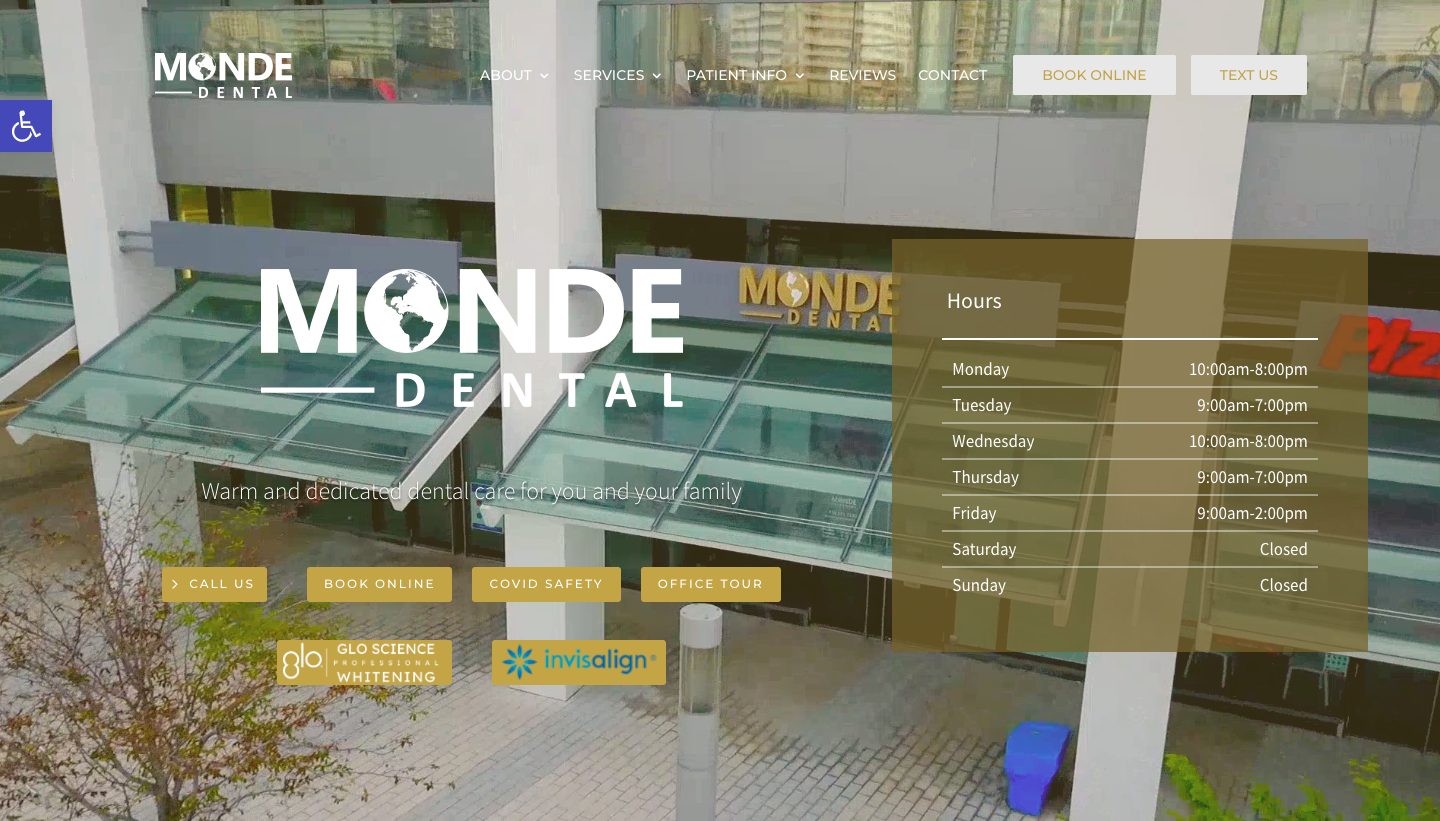 MONDE
DENTAL
HOME
ABOUT
SERVICES
PATIENT INFO
REVIEWS
CONTACT
BOOK ONLINE
TEXT US
MONDE
DENTAL
MONDE
DENTAL
Warm and dedicated dental care for you and your family
CALL US
BOOK ONLINE
COVID SAFETY
OFFICE TOUR
glo
GLO SCIENCE
PROFESSIONAL
WHITENING
invisalign®
Hours
Monday 10:00am-8:00pm
Tuesday 9:00am-7:00pm
Wednesday 10:00am-8:00pm
Thursday 9:00am-7:00pm
Friday 9:00am-2:00pm
Saturday Closed
Sunday Closed